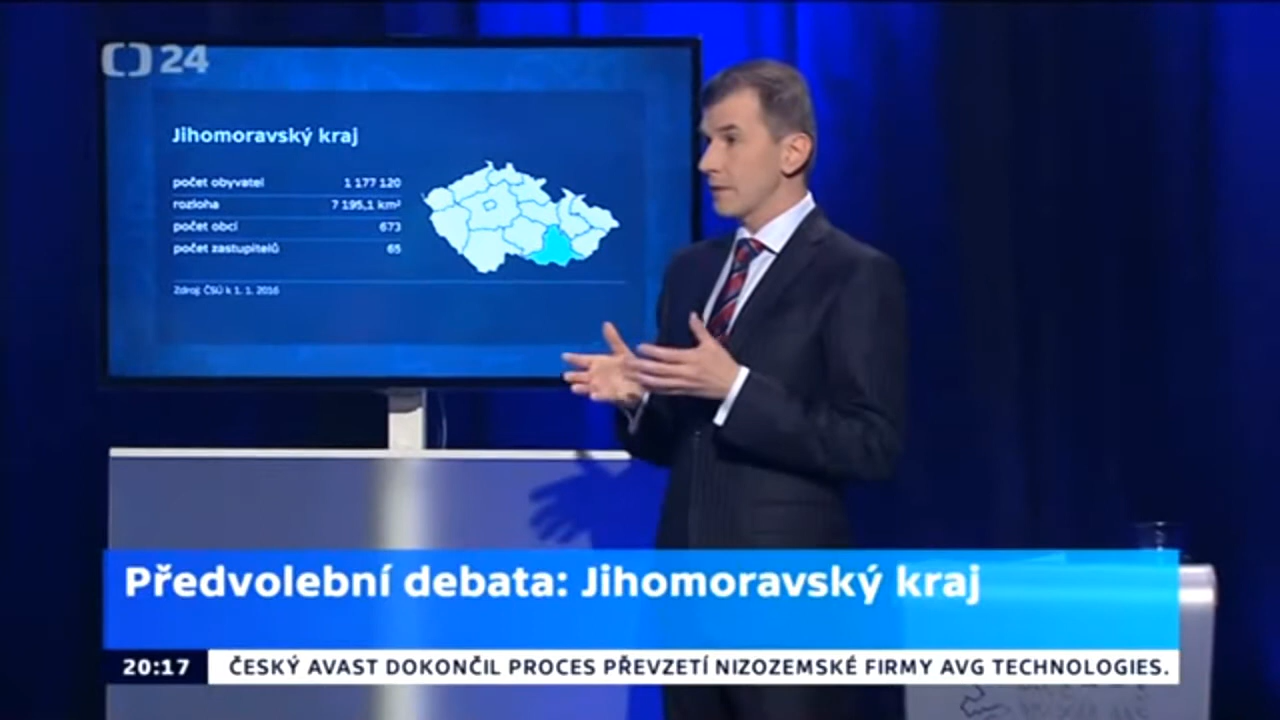 ČT24
Jihomoravský kraj
počet obyvatel 1 177 120
rozloha 7 195,1 km²
počet obcí 673
počet zastupitelů 65
Zdroj: ČSÚ k 1. 1. 2016
Předvolební debata: Jihomoravský kraj
20:17 ČESKÝ AVAST DOKONČIL PROCES PŘEVZETÍ NIZOZEMSKÉ FIRMY AVG TECHNOLOGIES.